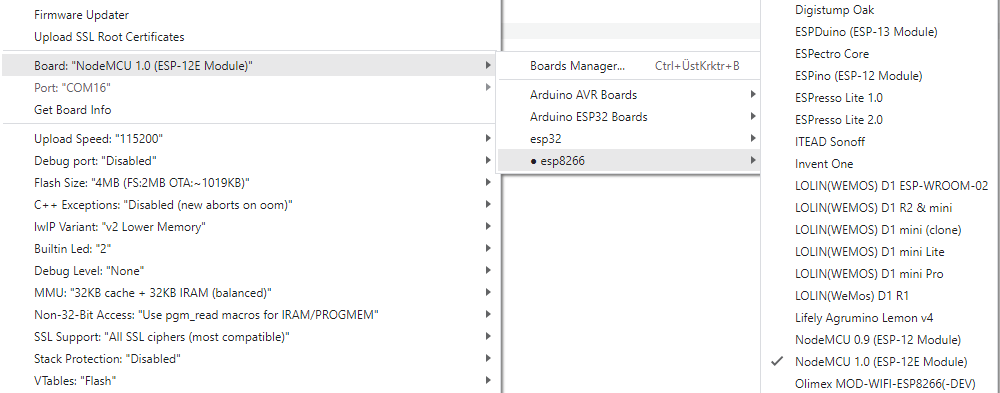 Firmware Updater
Upload SSL Root Certificates
Board: "NodeMCU 1.0 (ESP-12E Module)"
Port: "COM16"
Get Board Info
Upload Speed: "115200"
Debug port: "Disabled"
Flash Size: "4MB (FS:2MB OTA:~1019KB)"
C++ Exceptions: "Disabled (new aborts on oom)"
lwIP Variant: "v2 Lower Memory"
Builtin Led: "2"
Debug Level: "None"
MMU: "32KB cache + 32KB IRAM (balanced)"
Non-32-Bit Access: "Use pgm_read macros for IRAM/PROGMEM"
SSL Support: "All SSL ciphers (most compatible)"
Stack Protection: "Disabled"
VTables: "Flash"
Boards Manager... Ctrl+ÜstKrktr+B
Arduino AVR Boards
Arduino ESP32 Boards
esp32
● esp8266
Digistump Oak
ESPDuino (ESP-13 Module)
ESPectro Core
ESPino (ESP-12 Module)
ESPresso Lite 1.0
ESPresso Lite 2.0
ITEAD Sonoff
Invent One
LOLIN(WEMOS) D1 ESP-WROOM-02
LOLIN(WEMOS) D1 R2 & mini
LOLIN(WEMOS) D1 mini (clone)
LOLIN(WEMOS) D1 mini Lite
LOLIN(WEMOS) D1 mini Pro
LOLIN(WeMos) D1 R1
Lifely Agrumino Lemon v4
NodeMCU 0.9 (ESP-12 Module)
✓ NodeMCU 1.0 (ESP-12E Module)
Olimex MOD-WIFI-ESP8266(-DEV)